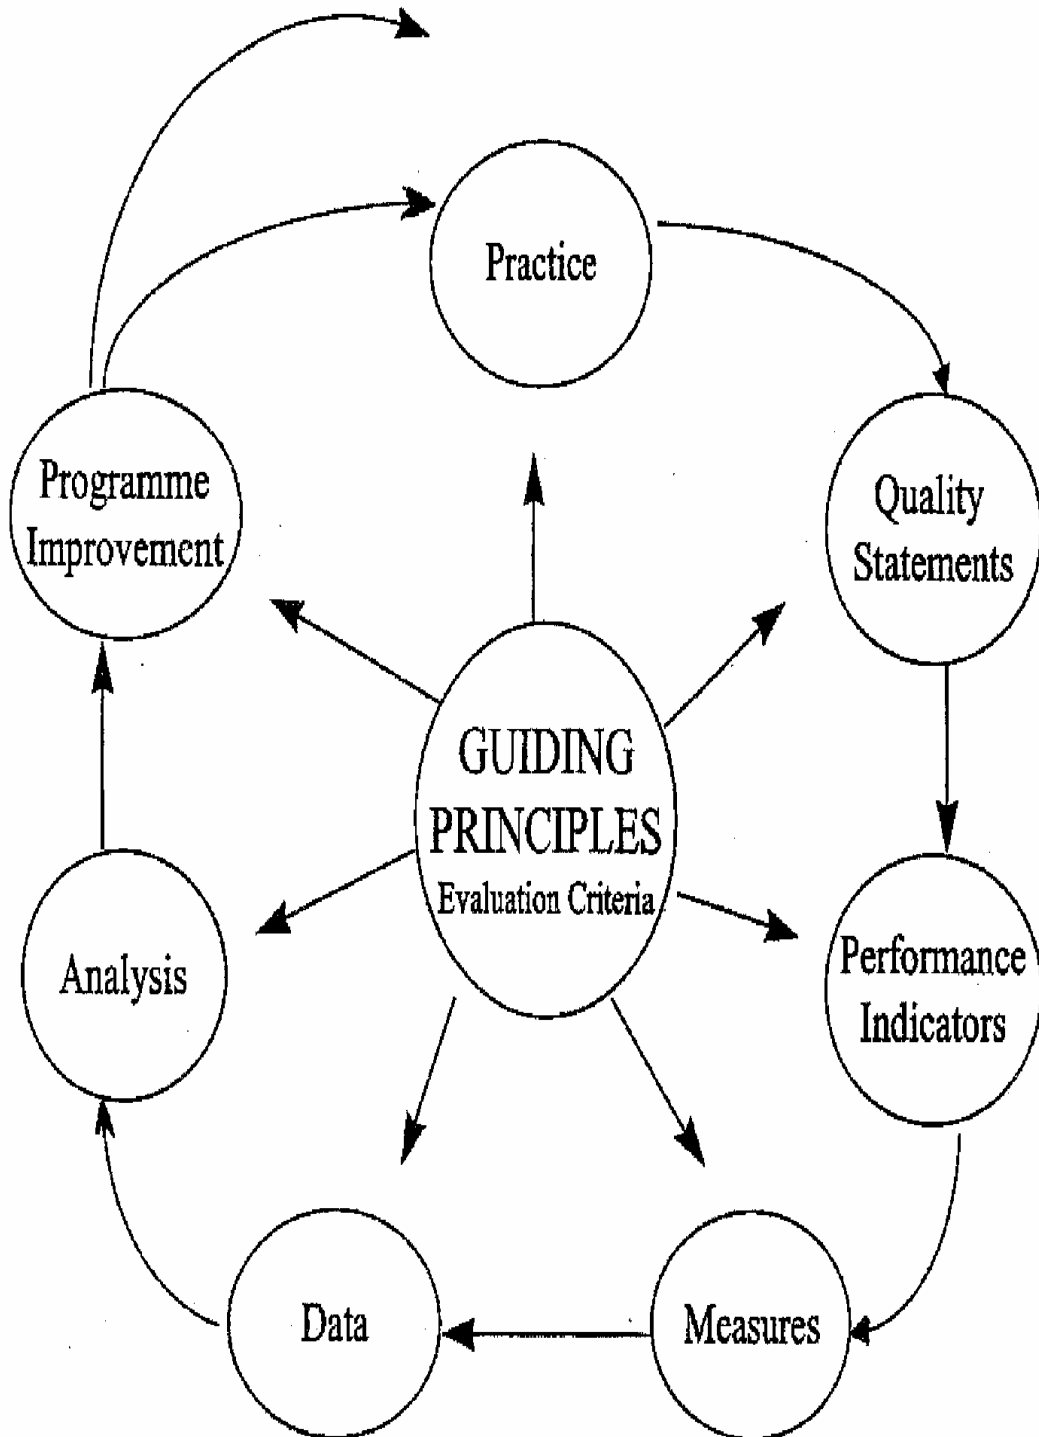 Practice
Quality
Statements
Performance
Indicators
Measures
Data
Analysis
Programme
Improvement
GUIDING
PRINCIPLES
Evaluation Criteria